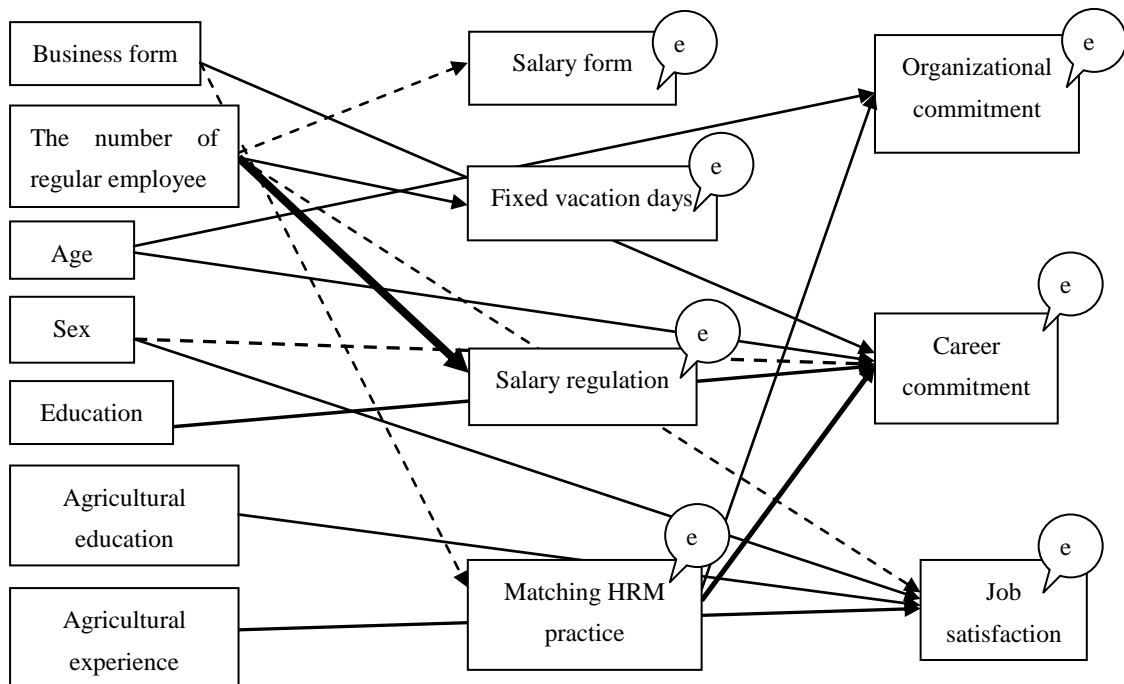 Business form
The number of
regular employee
Age
Sex
Education
Agricultural
education
Agricultural
experience
e
Salary form
e
Fixed vacation days
e
Salary regulation
e
Matching HRM
practice
e
Organizational
commitment
e
Career
commitment
e
Job
satisfaction